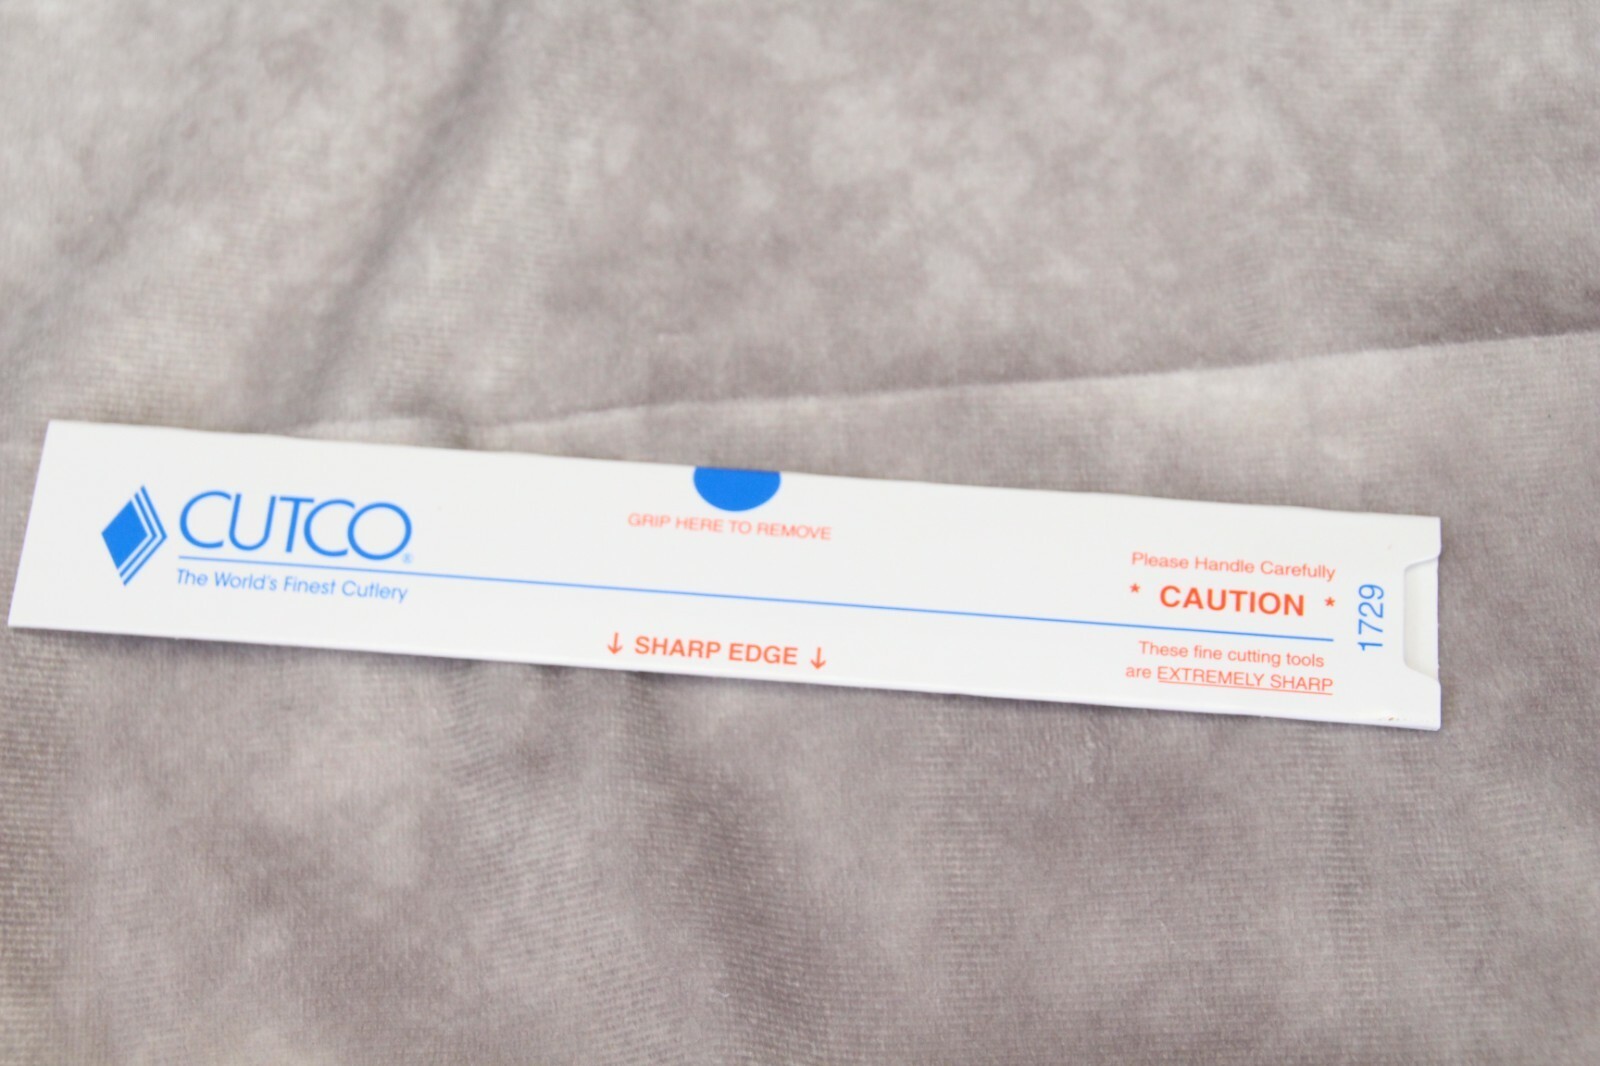 CUTCO®
The World's Finest Cutlery
GRIP HERE TO REMOVE
↓ SHARP EDGE ↓
Please Handle Carefully
* CAUTION *
These fine cutting tools
are EXTREMELY SHARP
1729